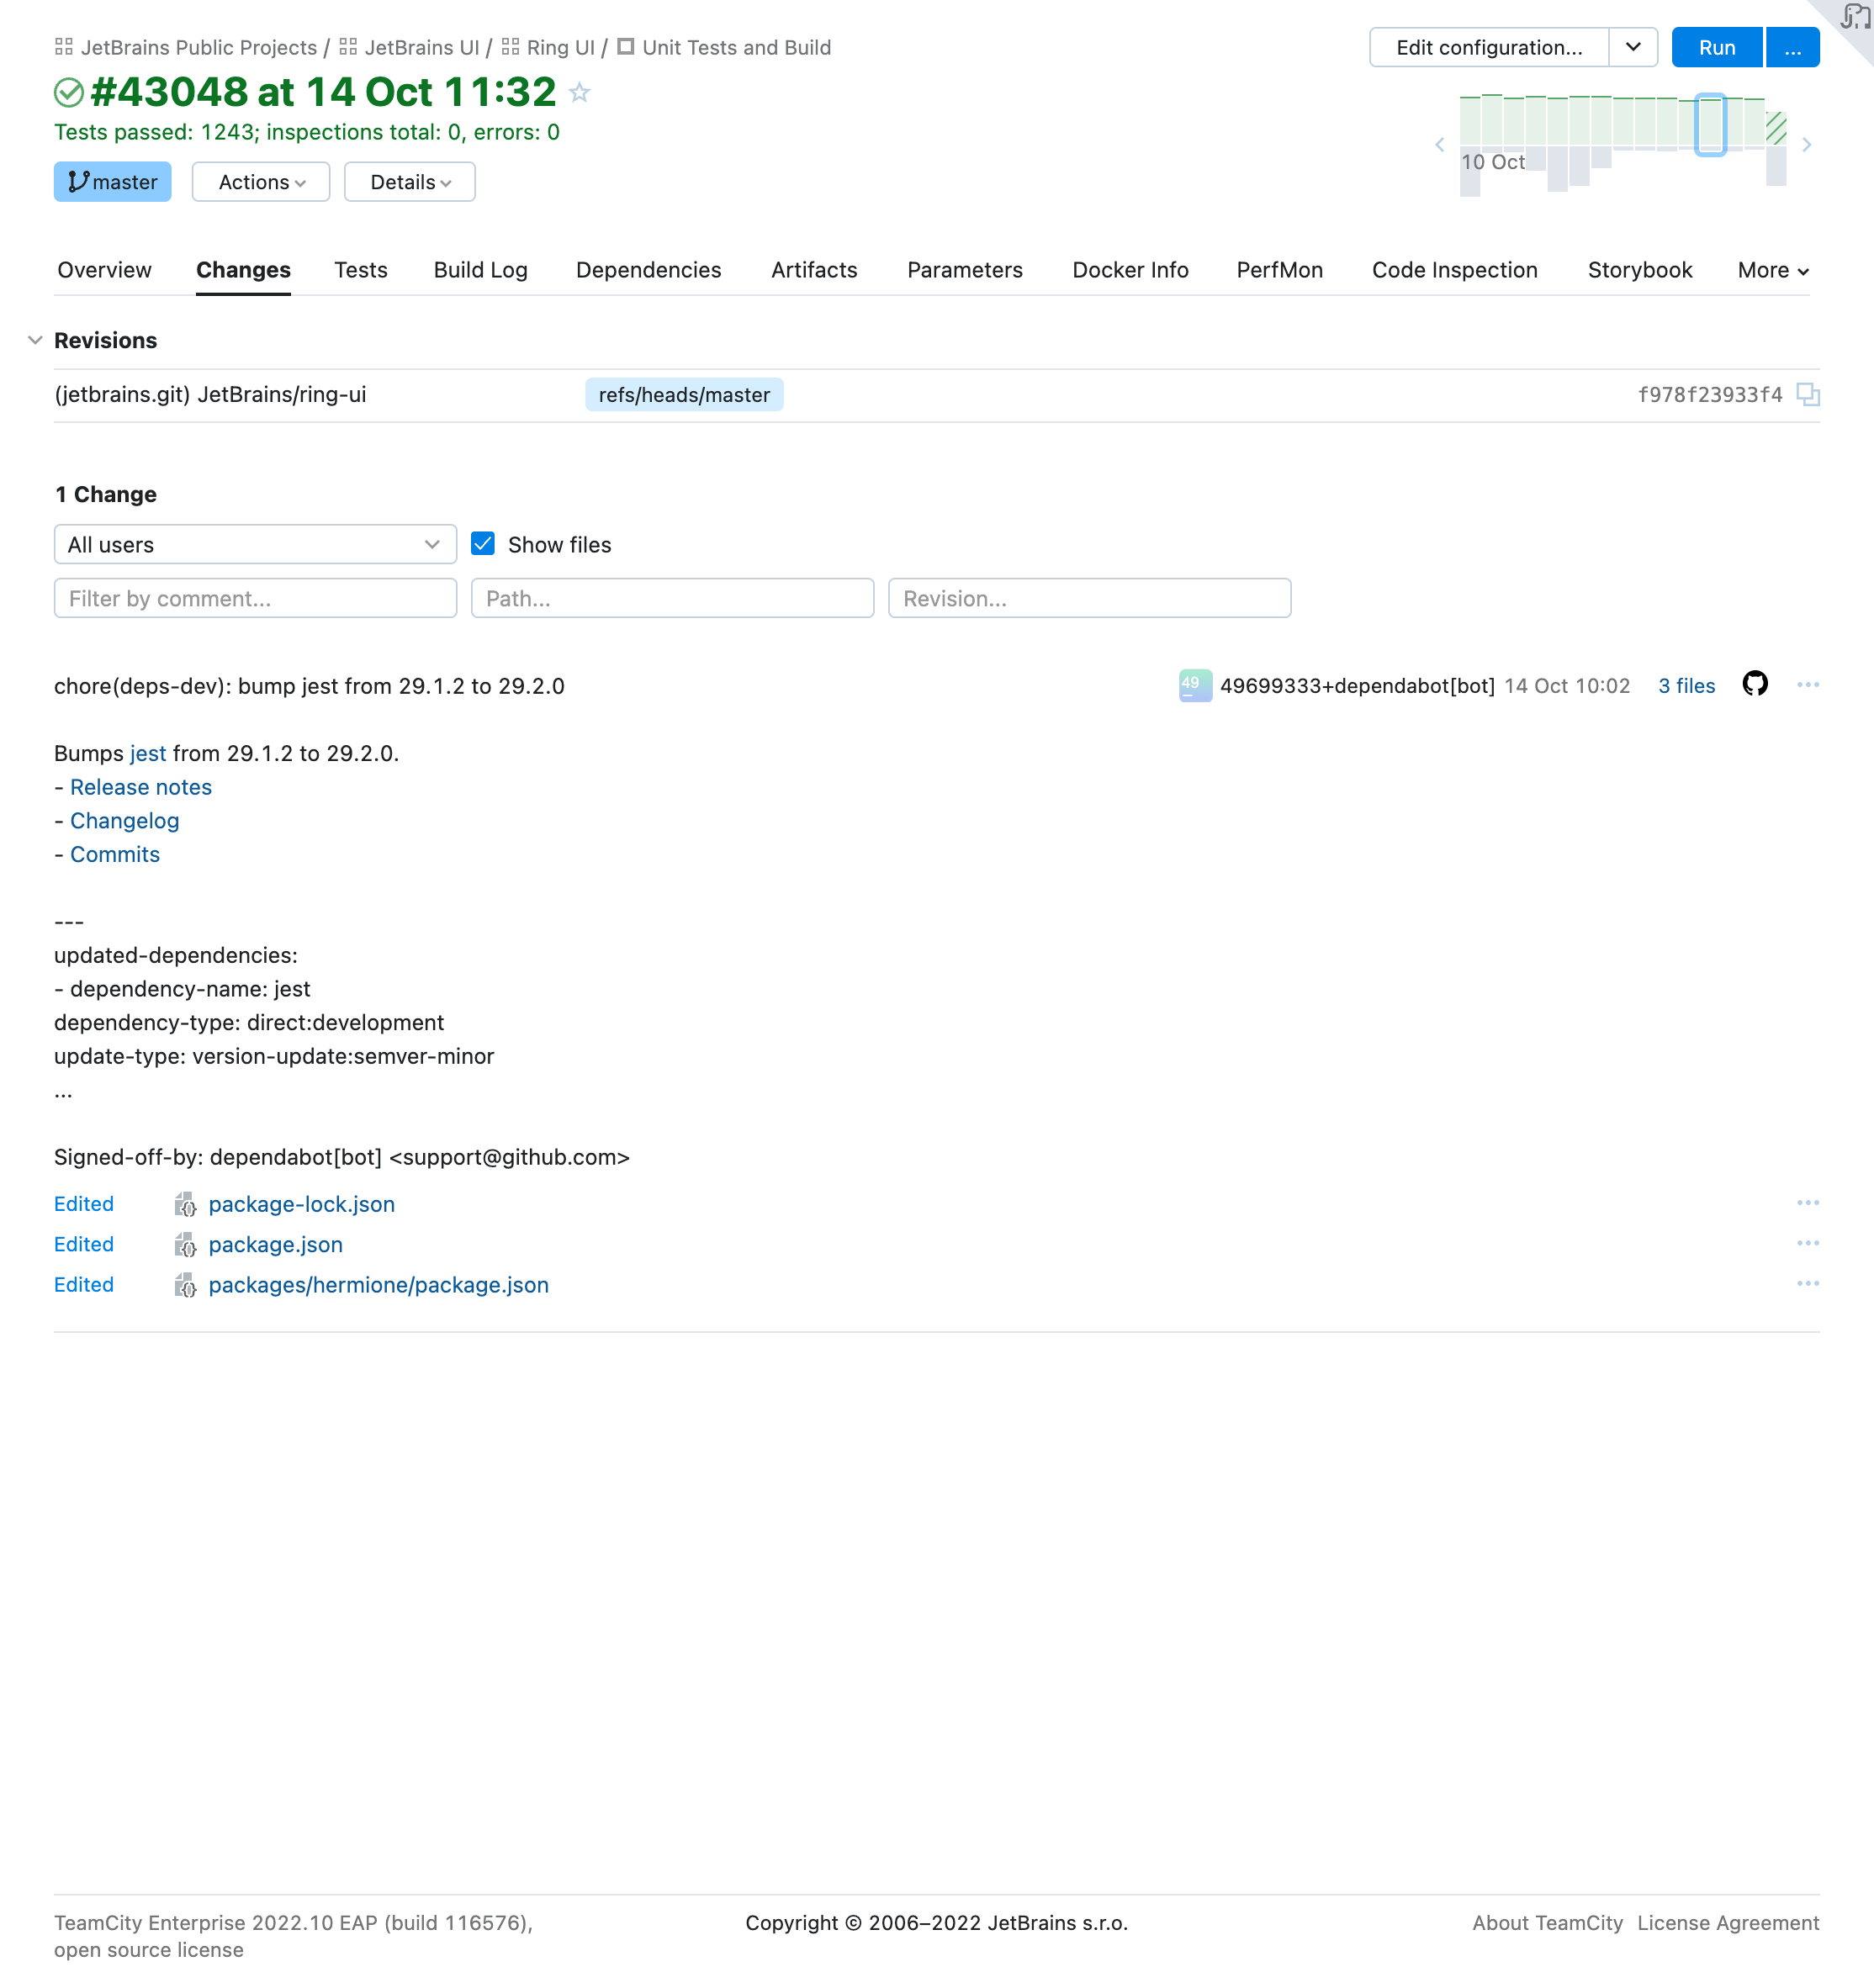 JetBrains Public Projects / JetBrains UI / Ring UI / Unit Tests and Build
Edit configuration...
Run
...
#43048 at 14 Oct 11:32
Tests passed: 1243; inspections total: 0, errors: 0
10 Oct
master
Actions
Details
Overview
Changes
Tests
Build Log
Dependencies
Artifacts
Parameters
Docker Info
PerfMon
Code Inspection
Storybook
More
Revisions
(jetbrains.git) JetBrains/ring-ui
refs/heads/master
f978f23933f4
1 Change
All users
Show files
Filter by comment...
Path...
Revision...
chore(deps-dev): bump jest from 29.1.2 to 29.2.0
49
49699333+dependabot[bot] 14 Oct 10:02
3 files
Bumps jest from 29.1.2 to 29.2.0.
- Release notes
- Changelog
- Commits
---
updated-dependencies:
- dependency-name: jest
dependency-type: direct:development
update-type: version-update:semver-minor
...
Signed-off-by: dependabot[bot] <support@github.com>
Edited package-lock.json
Edited package.json
Edited packages/hermione/package.json
TeamCity Enterprise 2022.10 EAP (build 116576),
open source license
Copyright © 2006–2022 JetBrains s.r.o.
About TeamCity
License Agreement